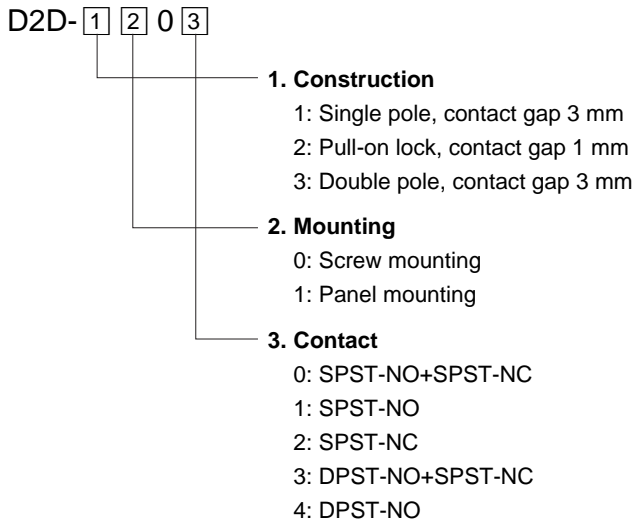 D2D- 1 2 0 3
1. Construction
1: Single pole, contact gap 3 mm
2: Pull-on lock, contact gap 1 mm
3: Double pole, contact gap 3 mm
2. Mounting
0: Screw mounting
1: Panel mounting
3. Contact
0: SPST-NO+SPST-NC
1: SPST-NO
2: SPST-NC
3: DPST-NO+SPST-NC
4: DPST-NO